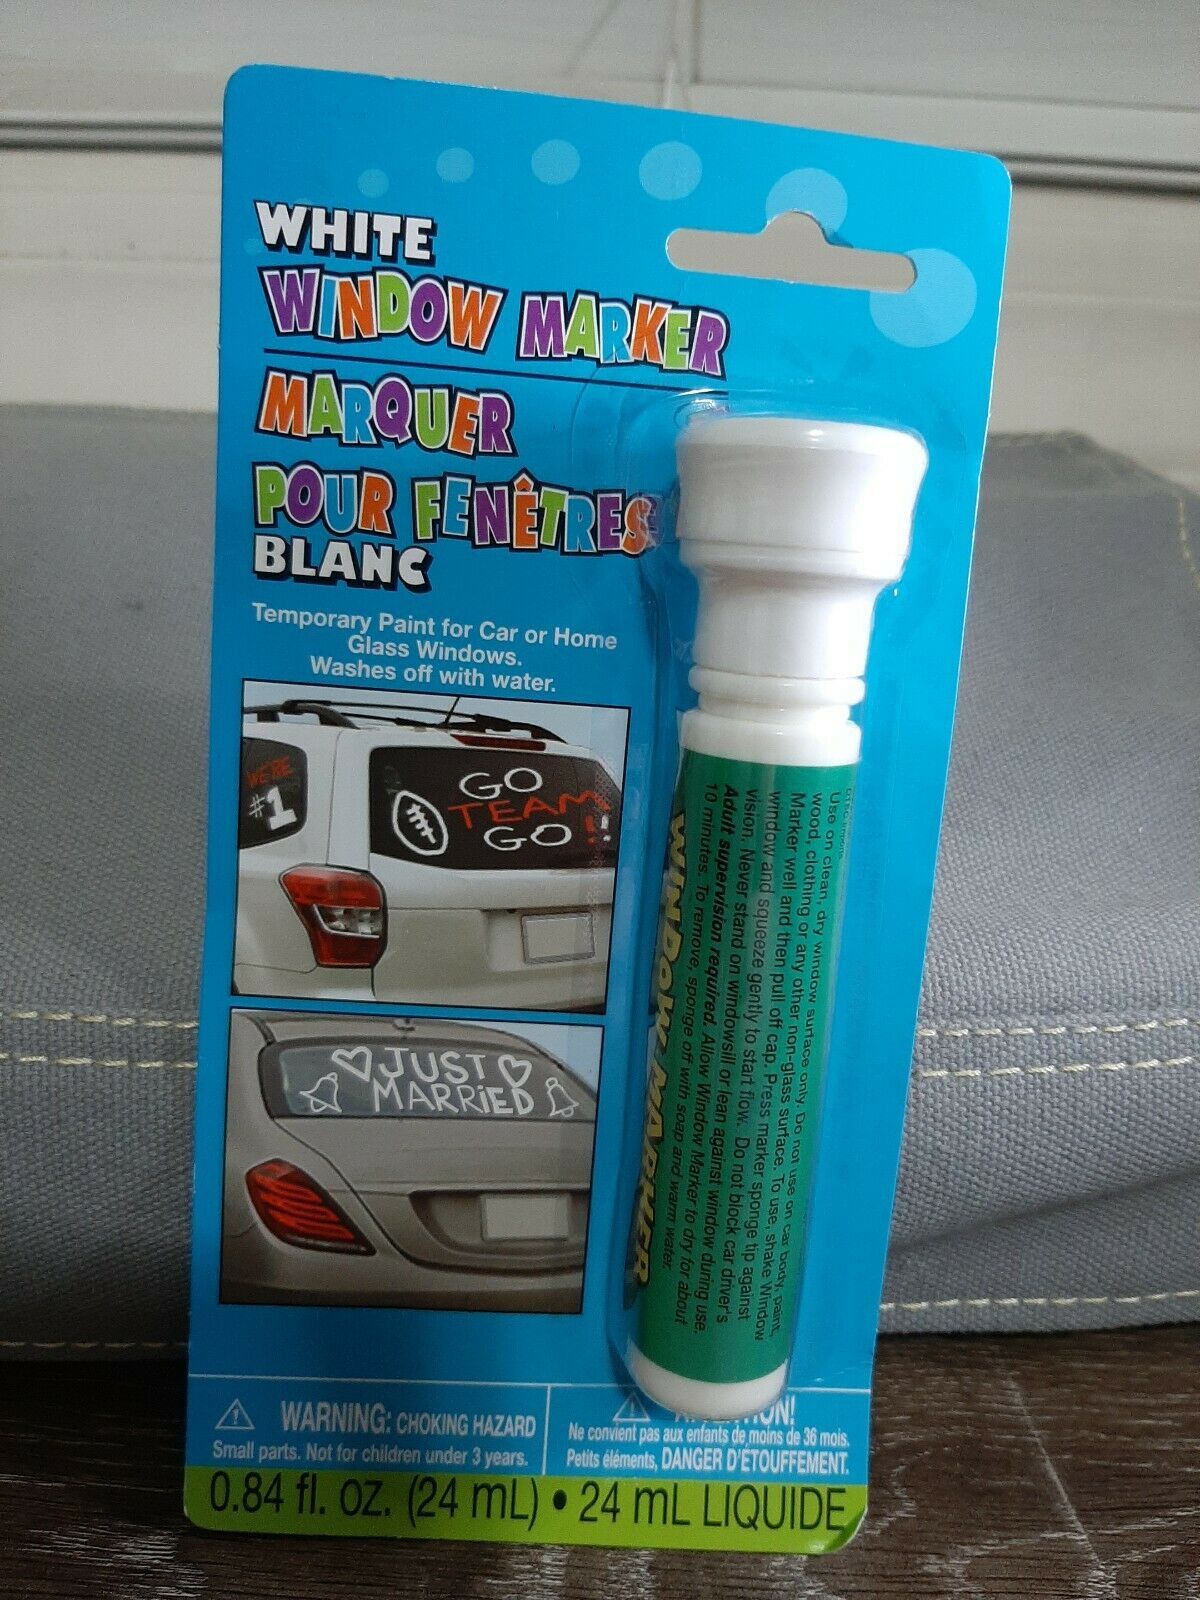 WHITE
WINDOW MARKER
MARQUER
POUR FENÊTRES
BLANC
Temporary Paint for Car or Home
Glass Windows.
Washes off with water.
WE'RE
#1
GO
TEAM
GO !!
JUST
MARRiED
WINDOW MARKER
Use on clean, dry window surface only. Do not use on car body, paint,
wood, clothing or any other non-glass surface. To use, shake Window
Marker well and then pull off cap. Press marker sponge tip against
window and squeeze gently to start flow. Do not block car driver's
vision. Never stand on windowsill or lean against window during use.
Adult supervision required. Allow Window Marker to dry for about
10 minutes. To remove, sponge off with soap and warm water.
WARNING: CHOKING HAZARD
Small parts. Not for children under 3 years.
ATTENTION!
Ne convient pas aux enfants de moins de 36 mois.
Petits éléments, DANGER D'ÉTOUFFEMENT.
0.84 fl. oz. (24 mL) • 24 mL LIQUIDE